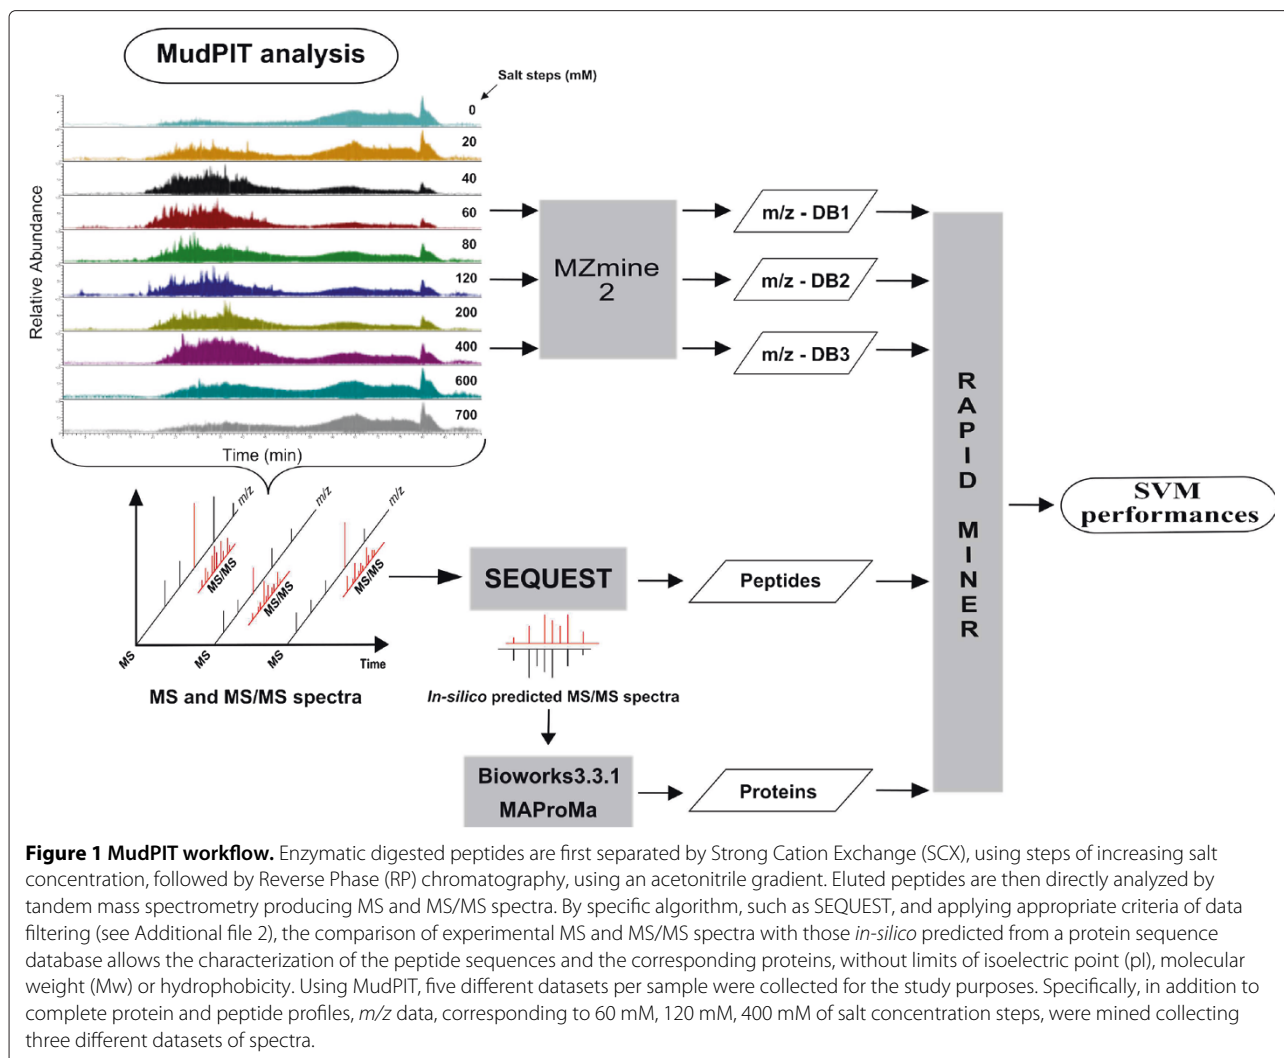 MudPIT analysis
Salt steps (mM)
0
20
40
60
80
120
200
400
600
700
Relative Abundance
Time (min)
MZmine
2
m/z - DB1
m/z - DB2
m/z - DB3
RAPID MINER
SVM
performances
m/z
m/z
m/z
MS/MS
MS/MS
MS/MS
MS
MS
MS
Time
MS and MS/MS spectra
SEQUEST
Peptides
In-silico predicted MS/MS spectra
Bioworks3.3.1
MAProMa
Proteins
Figure 1 MudPIT workflow. Enzymatic digested peptides are first separated by Strong Cation Exchange (SCX), using steps of increasing salt
concentration, followed by Reverse Phase (RP) chromatography, using an acetonitrile gradient. Eluted peptides are then directly analyzed by
tandem mass spectrometry producing MS and MS/MS spectra. By specific algorithm, such as SEQUEST, and applying appropriate criteria of data
filtering (see Additional file 2), the comparison of experimental MS and MS/MS spectra with those in-silico predicted from a protein sequence
database allows the characterization of the peptide sequences and the corresponding proteins, without limits of isoelectric point (pI), molecular
weight (Mw) or hydrophobicity. Using MudPIT, five different datasets per sample were collected for the study purposes. Specifically, in addition to
complete protein and peptide profiles, m/z data, corresponding to 60 mM, 120 mM, 400 mM of salt concentration steps, were mined collecting
three different datasets of spectra.